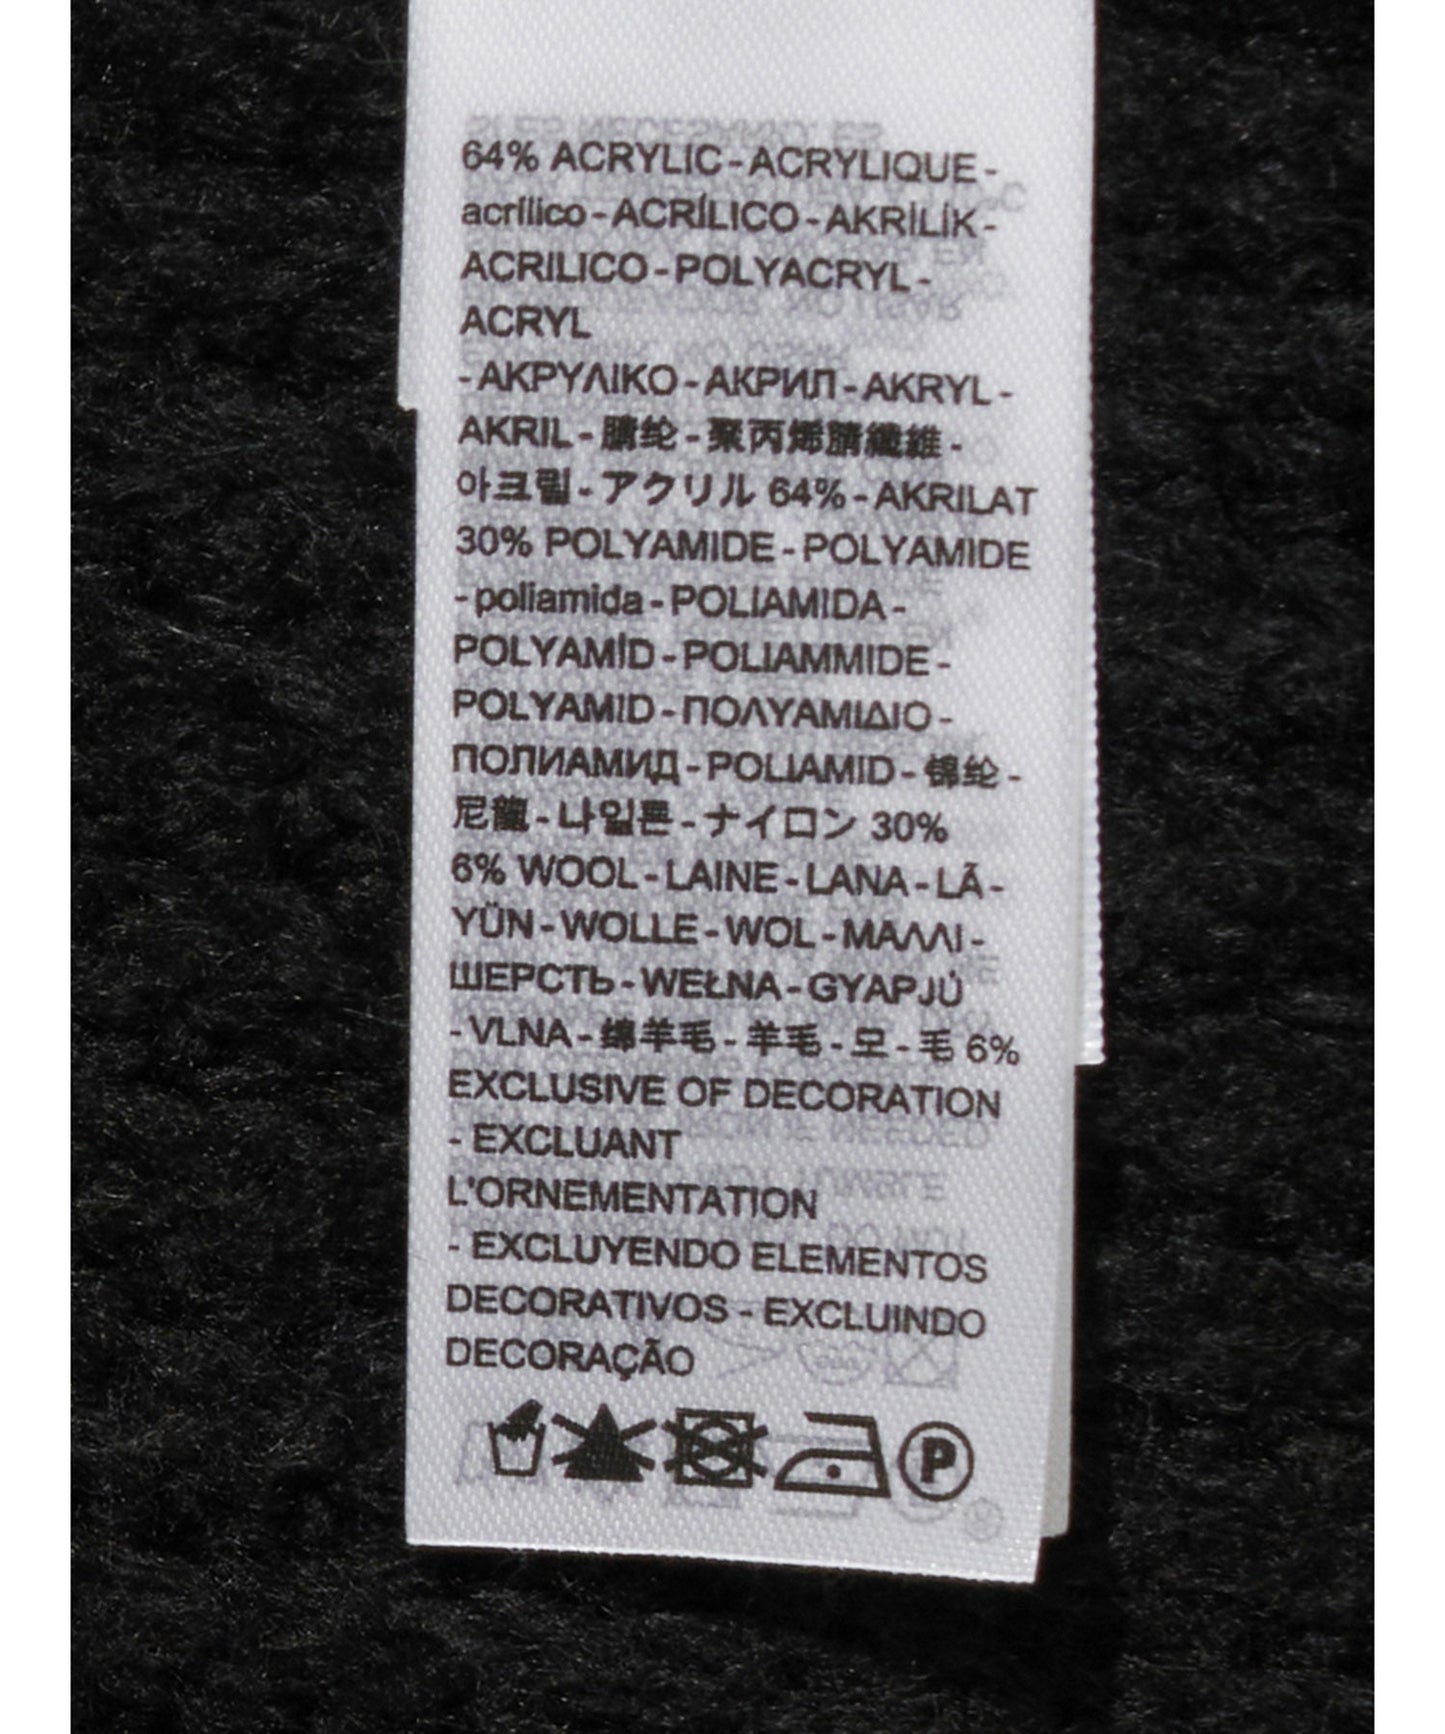 64% ACRYLIC - ACRYLIQUE -
acrílico - ACRÍLICO - AKRİLİK -
ACRILICO - POLYACRYL -
ACRYL
- ΑΚΡΥΛΙΚΟ - АКРИЛ - AKRYL -
AKRIL - 腈纶 - 聚丙烯腈纖維 -
아크릴 - アクリル 64% - AKRILAT
30% POLYAMIDE - POLYAMIDE
- poliamida - POLIAMIDA -
POLYAMİD - POLIAMMIDE -
POLYAMID - ΠΟΛΥΑΜΙΔΙΟ -
ПОЛИАМИД - POLIAMID - 锦纶 -
尼龍 - 나일론 - ナイロン 30%
6% WOOL - LAINE - LANA - LÃ -
YÜN - WOLLE - WOL - ΜΑΛΛΙ -
ШЕРСТЬ - WEŁNA - GYAPJÚ
- VLNA - 绵羊毛 - 羊毛 - 모 - 毛 6%
EXCLUSIVE OF DECORATION
- EXCLUANT
L'ORNEMENTATION
- EXCLUYENDO ELEMENTOS
DECORATIVOS - EXCLUINDO
DECORAÇÃO
P